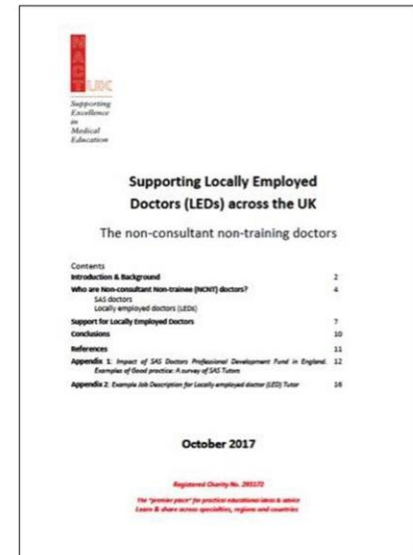 NACT UK
Supporting
Excellence
in
Medical
Education
Supporting Locally Employed
Doctors (LEDs) across the UK
The non-consultant non-training doctors
Contents
Introduction & Background 2
Who are Non-consultant Non-trainee (NCNT) doctors? 4
SAS doctors
Locally employed doctors (LEDs)
Support for Locally Employed Doctors 7
Conclusions 10
References 11
Appendix 1: Impact of SAS Doctors Professional Development Fund in England. 12
Examples of Good practice: A survey of SAS Tutors
Appendix 2: Example Job Description for Locally employed doctor (LED) Tutor 16
October 2017
Registered Charity No.
The "premier place" for practical educational ideas & advice
Learn & share across specialties, regions and countries